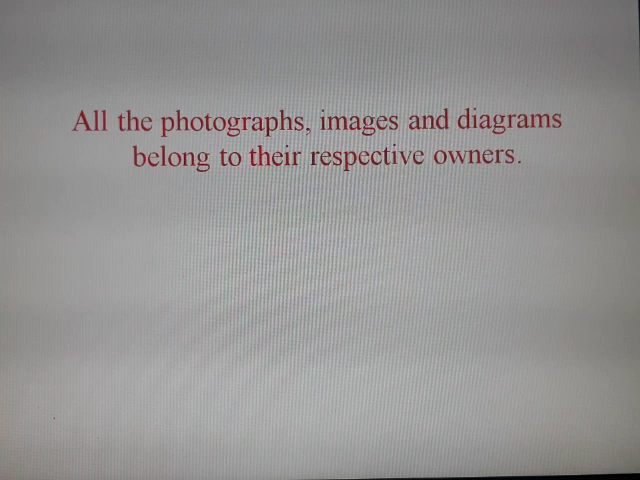 All the photographs, images and diagrams
belong to their respective owners.